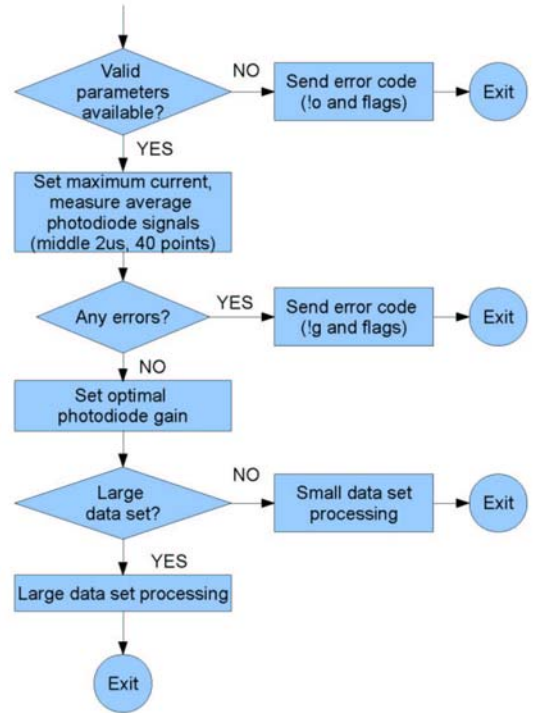 Valid
parameters
available?
NO
Send error code
(!o and flags)
Exit
YES
Set maximum current,
measure average
photodiode signals
(middle 2us, 40 points)
Any errors?
YES
Send error code
(!g and flags)
Exit
NO
Set optimal
photodiode gain
Large
data set?
NO
Small data set
processing
Exit
YES
Large data set processing
Exit